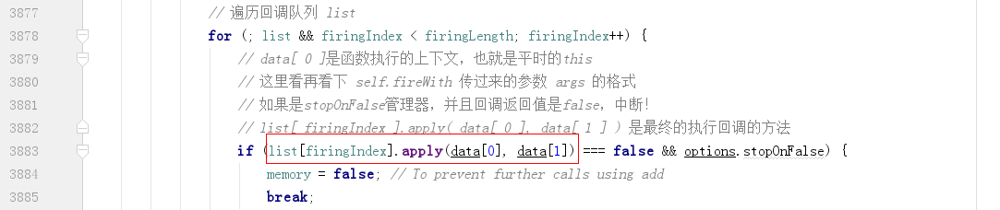 3877 // 遍历回调队列 list
3878 for (; list && firingIndex < firingLength; firingIndex++) {
3879 // data[ 0 ]是函数执行的上下文，也就是平时的this
3880 // 这里看再看下 self.fireWith 传过来的参数 args 的格式
3881 // 如果是stopOnFalse管理器，并且回调返回值是false，中断！
3882 // list[ firingIndex ].apply( data[ 0 ], data[ 1 ] ) 是最终的执行回调的方法
3883 if (list[firingIndex].apply(data[0], data[1]) === false && options.stopOnFalse) {
3884 memory = false; // To prevent further calls using add
3885 break;